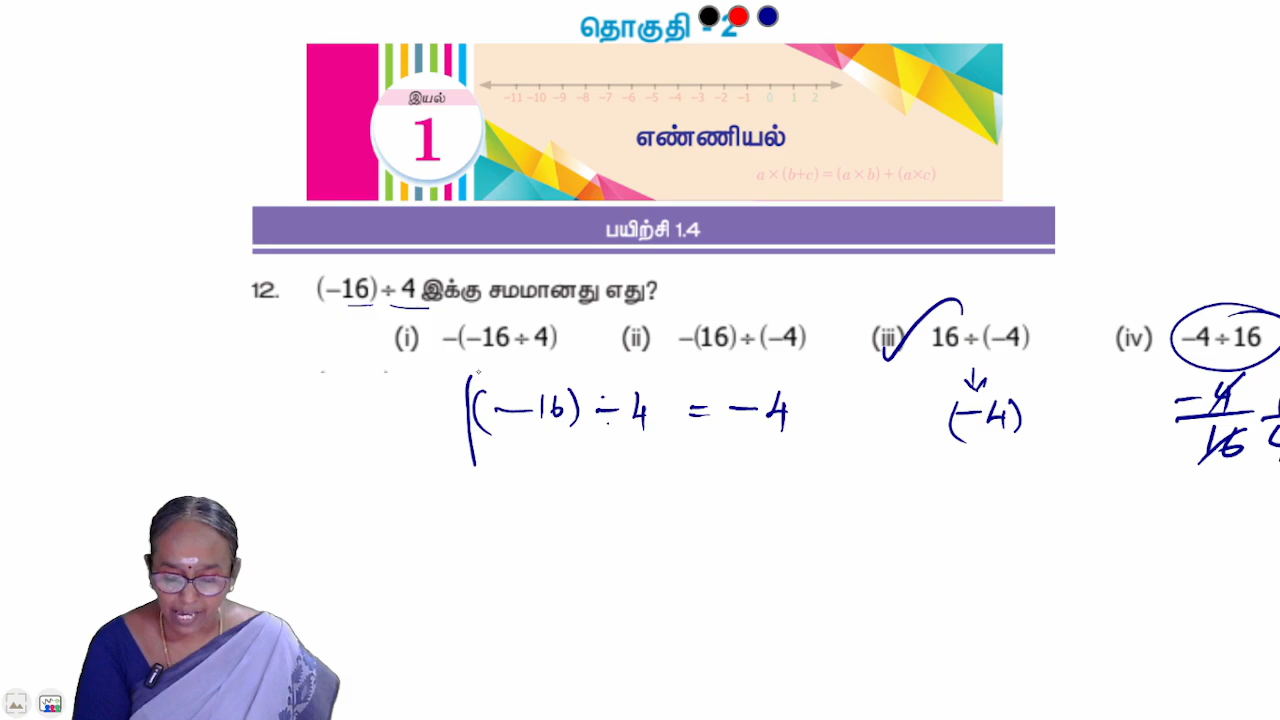 தொகுதி - 2
இயல்
1
-11 -10 -9 -8 -7 -6 -5 -4 -3 -2 -1 0 1 2
எண்ணியல்
a × (b+c) = (a × b) + (a×c)
பயிற்சி 1.4
12. (−16) ÷ 4 இக்கு சமமானது எது?
(i) −(−16 ÷ 4) (ii) −(16) ÷ (−4) (iii) 16 ÷ (−4) (iv) −4 ÷ 16
(−16) ÷ 4 = −4
(−4)
−4
16